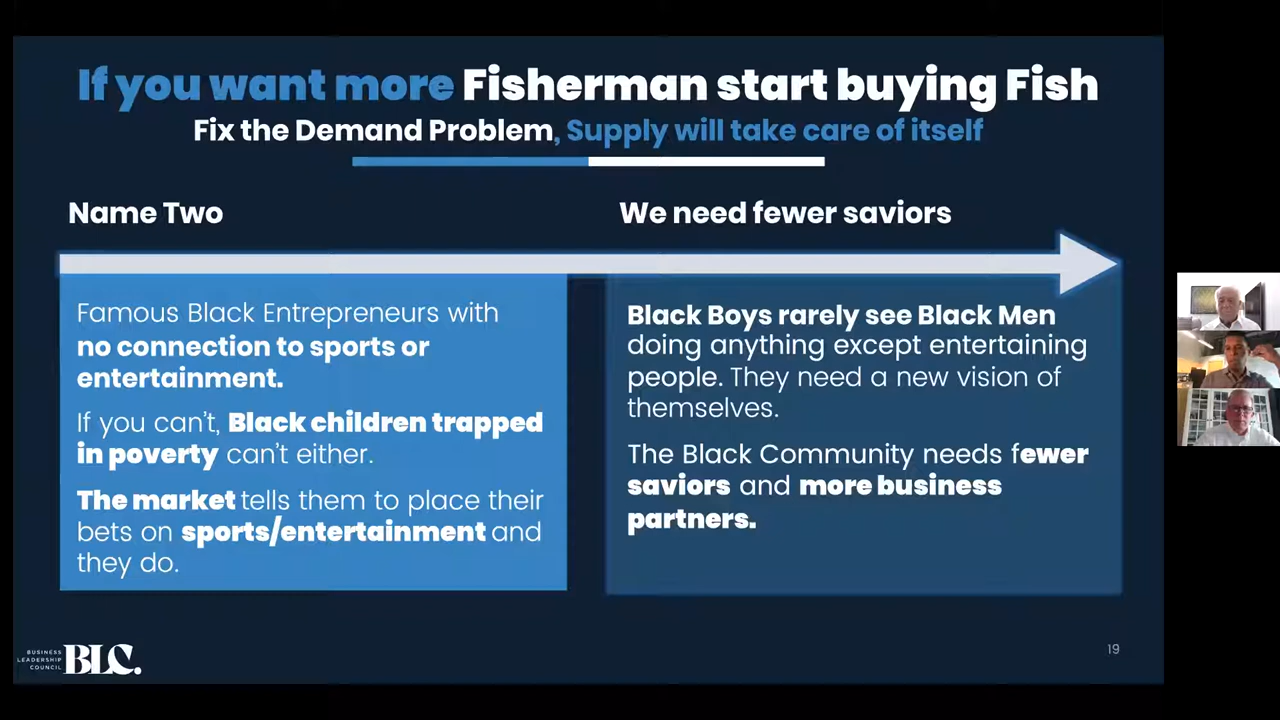 If you want more Fisherman start buying Fish
Fix the Demand Problem, Supply will take care of itself
Name Two
Famous Black Entrepreneurs with
no connection to sports or
entertainment.
If you can't, Black children trapped
in poverty can't either.
The market tells them to place their
bets on sports/entertainment and
they do.
We need fewer saviors
Black Boys rarely see Black Men
doing anything except entertaining
people. They need a new vision of
themselves.
The Black Community needs fewer
saviors and more business
partners.
BUSINESS
LEADERSHIP
COUNCIL
BLC.
19